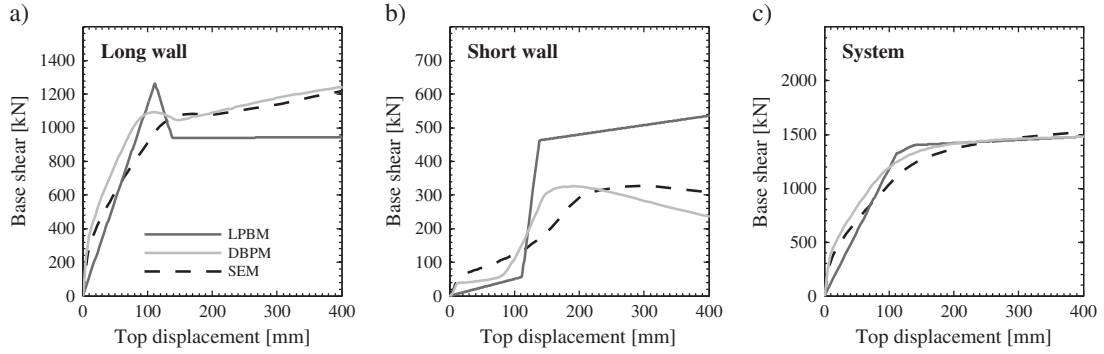 a)
Long wall
Base shear [kN]
1400
1200
1000
800
600
400
200
0
LPBM
DBPM
SEM
0 100 200 300 400
Top displacement [mm]
b)
Short wall
Base shear [kN]
700
600
500
400
300
200
100
0
0 100 200 300 400
Top displacement [mm]
c)
System
Base shear [kN]
2500
2000
1500
1000
500
0
0 100 200 300 400
Top displacement [mm]